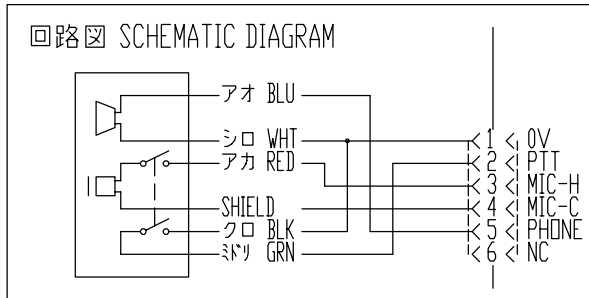 回路図 SCHEMATIC DIAGRAM
アオ BLU
シロ WHT
アカ RED
SHIELD
クロ BLK
ミドリ GRN
1 0V
2 PTT
3 MIC-H
4 MIC-C
5 PHONE
6 NC